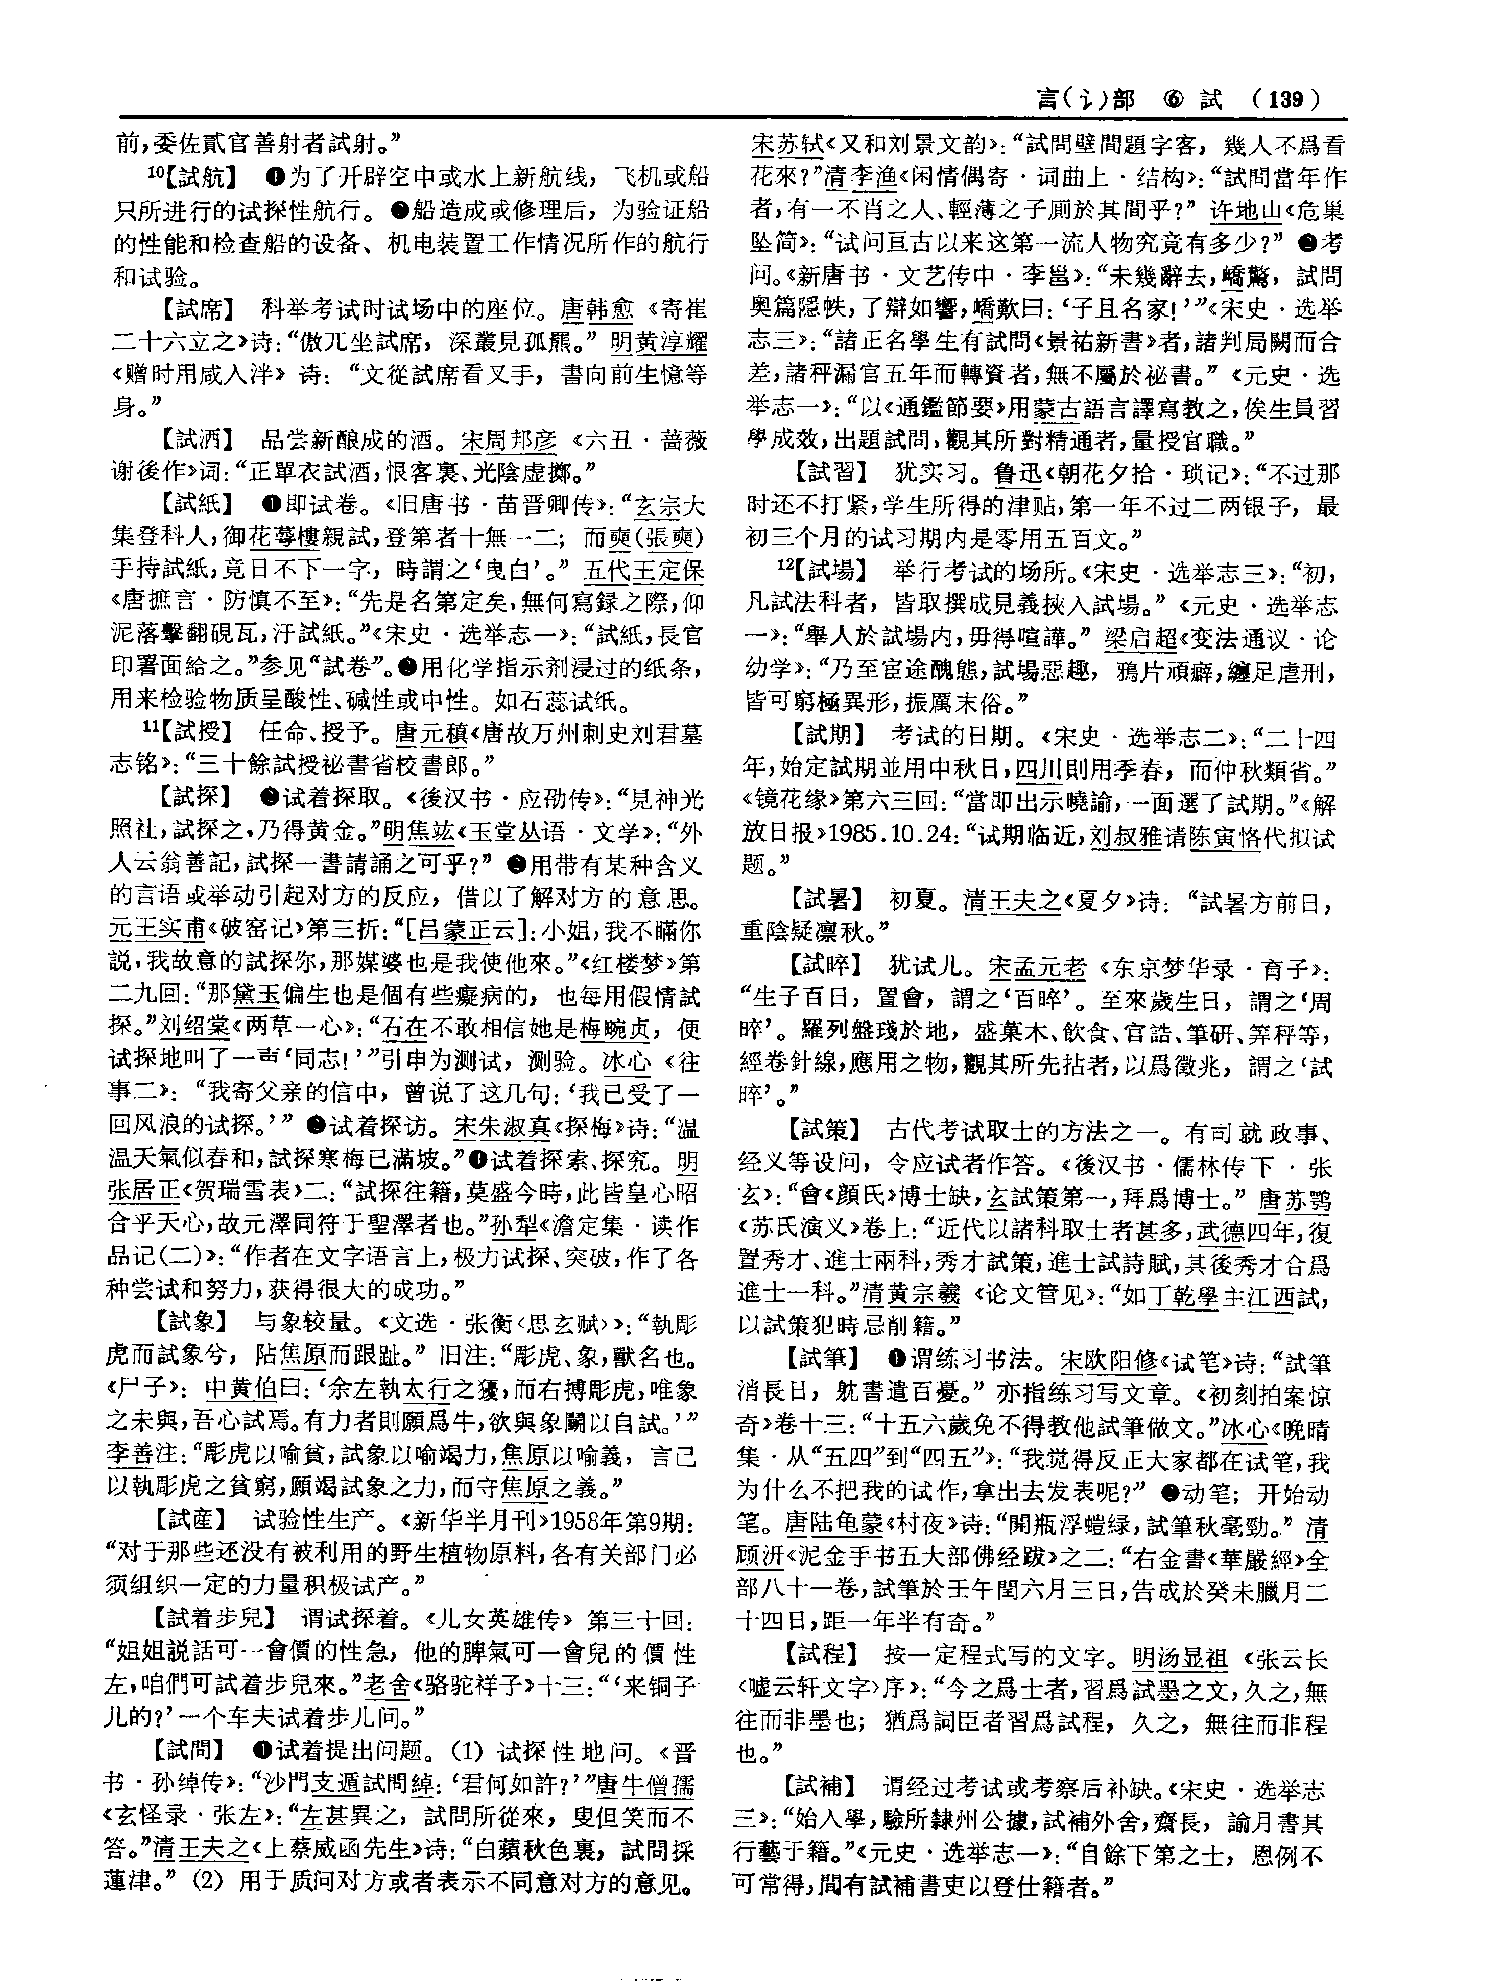 言(讠)部 ⑥ 試 (139)
前,委佐貳官善射者試射。”
10【試航】 ❶为了开辟空中或水上新航线，飞机或船
只所进行的试探性航行。❷船造成或修理后，为验证船
的性能和检查船的设备、机电装置工作情况所作的航行
和试验。
【試席】 科举考试时试场中的座位。唐韩愈《寄崔
二十六立之》诗:“傲兀坐試席，深叢見孤羆。”明黄淳耀
《赠时用咸入泮》诗：“文從試席看叉手，書向前生憶等
身。”
【試酒】 品尝新酿成的酒。宋周邦彦《六丑·蔷薇
谢後作》词:“正單衣試酒,恨客裏、光陰虛擲。”
【試紙】 ❶即试卷。《旧唐书·苗晋卿传》:“玄宗大
集登科人,御花萼樓親試,登第者十無一二；而奭(張奭)
手持試紙,竟日不下一字，時謂之‘曳白’。”五代王定保
《唐摭言·防慎不至》:“先是名第定矣,無何寫録之際,仰
泥落擊翻硯瓦,汙試紙。”《宋史·选举志一》:“試紙,長官
印署面給之。”参见“試卷”。❷用化学指示剂浸过的纸条，
用来检验物质呈酸性、碱性或中性。如石蕊试纸。
11【試授】 任命、授予。唐元稹《唐故万州刺史刘君墓
志铭》:“三十餘試授祕書省校書郎。”
【試探】 ❶试着探取。《後汉书·应劭传》:“見神光
照社,試探之,乃得黄金。”明焦竑《玉堂丛语·文学》:“外
人云翁善記,試探一書請誦之可乎?”❷用带有某种含义
的言语或举动引起对方的反应，借以了解对方的意思。
元王实甫《破窑记》第三折:“[吕蒙正云]:小姐,我不瞞你
説,我故意的試探你,那媒婆也是我使他來。”《红楼梦》第
二九回:“那黛玉偏生也是個有些癡病的，也每用假情試
探。”刘绍棠《两草一心》:“石在不敢相信她是梅畹贞，便
试探地叫了一声‘同志！’”引申为测试，测验。冰心《往
事二》：“我寄父亲的信中，曾说了这几句:‘我已受了一
回风浪的试探。’”❸试着探访。宋朱淑真《探梅》诗:“温
温天氣似春和,試探寒梅已滿坡。”❹试着探索、探究。明
张居正《贺瑞雪表》二:“試探往籍,莫盛今時,此皆皇心昭
合乎天心,故元澤同符于聖澤者也。”孙犁《澹定集·读作
品记(二)》:“作者在文字语言上,极力试探、突破,作了各
种尝试和努力,获得很大的成功。”
【試象】 与象较量。《文选·张衡〈思玄赋〉》:“執彫
虎而試象兮，阽焦原而跟趾。”旧注:“彫虎、象,獸名也。
《尸子》：中黄伯曰:‘余左執太行之獶,而右搏彫虎,唯象
之未與,吾心試焉。有力者則願爲牛,欲與象鬭以自試。’”
李善注:“彫虎以喻貧,試象以喻竭力,焦原以喻義，言己
以執彫虎之貧窮,願竭試象之力,而守焦原之義。”
【試産】 试验性生产。《新华半月刊》1958年第9期:
“对于那些还没有被利用的野生植物原料,各有关部门必
须组织一定的力量积极试产。”
【試着步兒】 谓试探着。《儿女英雄传》第三十回:
“姐姐説話可一會價的性急，他的脾氣可一會兒的價性
左,咱們可試着步兒來。”老舍《骆驼祥子》十三:“‘来铜子
儿的?’一个车夫试着步儿问。”
【試問】 ❶试着提出问题。(1) 试探性地问。《晋
书·孙绰传》:“沙門支遁試問綽:‘君何如許?’”唐牛僧孺
《玄怪录·张左》:“左甚異之，試問所從來，叟但笑而不
答。”清王夫之《上蔡威函先生》诗:“白蘋秋色裏，試問採
蓮津。”(2) 用于质问对方或者表示不同意对方的意见。
宋苏轼《又和刘景文韵》:“試問壁間題字客，幾人不爲看
花來?”清李渔《闲情偶寄·词曲上·结构》:“試問當年作
者,有一不肖之人、輕薄之子厠於其間乎?”许地山《危巢
坠简》:“试问亘古以来这第一流人物究竟有多少?”❷考
问。《新唐书·文艺传中·李邕》:“未幾辭去,嶠驚，試問
奥篇隱帙,了辯如響,嶠歎曰:‘子且名家!’”《宋史·选举
志三》:“諸正名學生有試問《景祐新書》者,諸判局闕而合
差,諸秤漏官五年而轉資者,無不屬於祕書。”《元史·选
举志一》:“以《通鑑節要》用蒙古語言譯寫教之,俟生員習
學成效,出題試問,觀其所對精通者,量授官職。”
【試習】 犹实习。鲁迅《朝花夕拾·琐记》:“不过那
时还不打紧,学生所得的津贴,第一年不过二两银子，最
初三个月的试习期内是零用五百文。”
12【試場】 举行考试的场所。《宋史·选举志三》:“初,
凡試法科者，皆取撰成見義挾入試場。”《元史·选举志
一》:“舉人於試場内,毋得喧譁。”梁启超《变法通议·论
幼学》:“乃至宦途醜態,試場惡趣，鴉片頑癖,纏足虐刑,
皆可窮極異形,振厲末俗。”
【試期】 考试的日期。《宋史·选举志二》:“二十四
年,始定試期並用中秋日,四川則用季春，而仲秋類省。”
《镜花缘》第六三回:“當即出示曉諭,一面選了試期。”《解
放日报》1985.10.24:“试期临近,刘叔雅请陈寅恪代拟试
题。”
【試暑】 初夏。清王夫之《夏夕》诗：“試暑方前日，
重陰疑凛秋。”
【試晬】 犹试儿。宋孟元老《东京梦华录·育子》:
“生子百日，置會，謂之‘百晬’。至來歲生日，謂之‘周
晬’。羅列盤琖於地，盛菓木、飲食、官誥、筆研、筭秤等，
經卷針線,應用之物,觀其所先拈者,以爲徵兆，謂之‘試
晬’。”
【試策】 古代考试取士的方法之一。有司就政事、
经义等设问，令应试者作答。《後汉书·儒林传下·张
玄》:“會《顔氏》博士缺,玄試策第一,拜爲博士。”唐苏鹗
《苏氏演义》卷上:“近代以諸科取士者甚多,武德四年,復
置秀才、進士兩科,秀才試策,進士試詩賦,其後秀才合爲
進士一科。”清黄宗羲《论文管见》:“如丁乾學主江西試，
以試策犯時忌削籍。”
【試筆】 ❶谓练习书法。宋欧阳修《试笔》诗:“試筆
消長日，躭書遣百憂。”亦指练习写文章。《初刻拍案惊
奇》卷十三:“十五六歲免不得教他試筆做文。”冰心《晚晴
集·从“五四”到“四五”》:“我觉得反正大家都在试笔,我
为什么不把我的试作,拿出去发表呢?”❷动笔；开始动
笔。唐陆龟蒙《村夜》诗:“開瓶浮螘绿,試筆秋毫勁。”清
顾汧《泥金手书五大部佛经跋》之二:“右金書《華嚴經》全
部八十一卷,試筆於壬午閏六月三日,告成於癸未臘月二
十四日,距一年半有奇。”
【試程】 按一定程式写的文字。明汤显祖《张云长
〈嘘云轩文字〉序》:“今之爲士者,習爲試墨之文,久之,無
往而非墨也；猶爲詞臣者習爲試程，久之，無往而非程
也。”
【試補】 谓经过考试或考察后补缺。《宋史·选举志
三》:“始入學,驗所隸州公據,試補外舍,齋長，諭月書其
行藝于籍。”《元史·选举志一》:“自餘下第之士，恩例不
可常得,間有試補書吏以登仕籍者。”